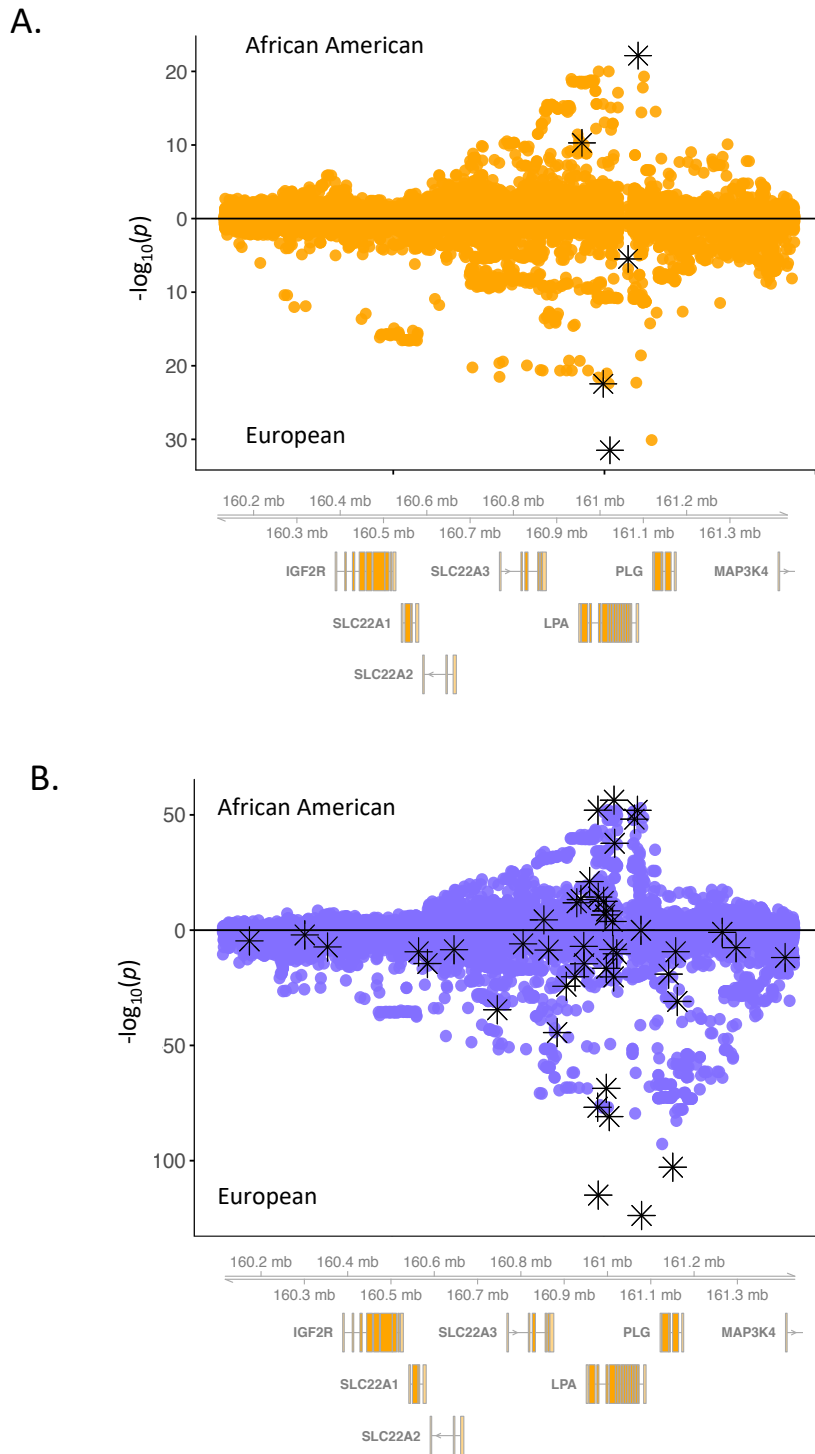 A.
African American
20
10
0
-log10(p)
10
20
30
European
160.2 mb 160.4 mb 160.6 mb 160.8 mb 161 mb 161.2 mb
160.3 mb 160.5 mb 160.7 mb 160.9 mb 161.1 mb 161.3 mb
IGF2R SLC22A3 PLG MAP3K4
SLC22A1 LPA
SLC22A2
B.
African American
50
0
-log10(p)
50
100
European
160.2 mb 160.4 mb 160.6 mb 160.8 mb 161 mb 161.2 mb
160.3 mb 160.5 mb 160.7 mb 160.9 mb 161.1 mb 161.3 mb
IGF2R SLC22A3 PLG MAP3K4
SLC22A1 LPA
SLC22A2